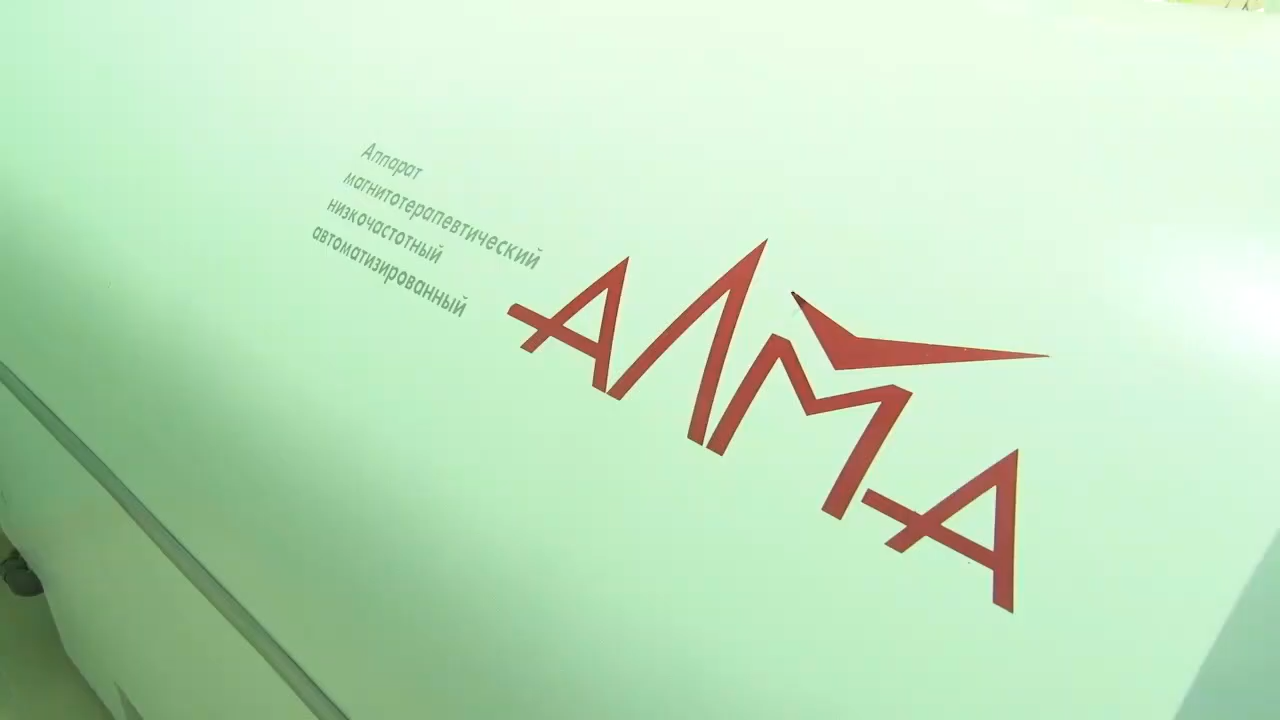 Аппарат
магнитотерапевтический
низкочастотный
автоматизированный
АЛМА